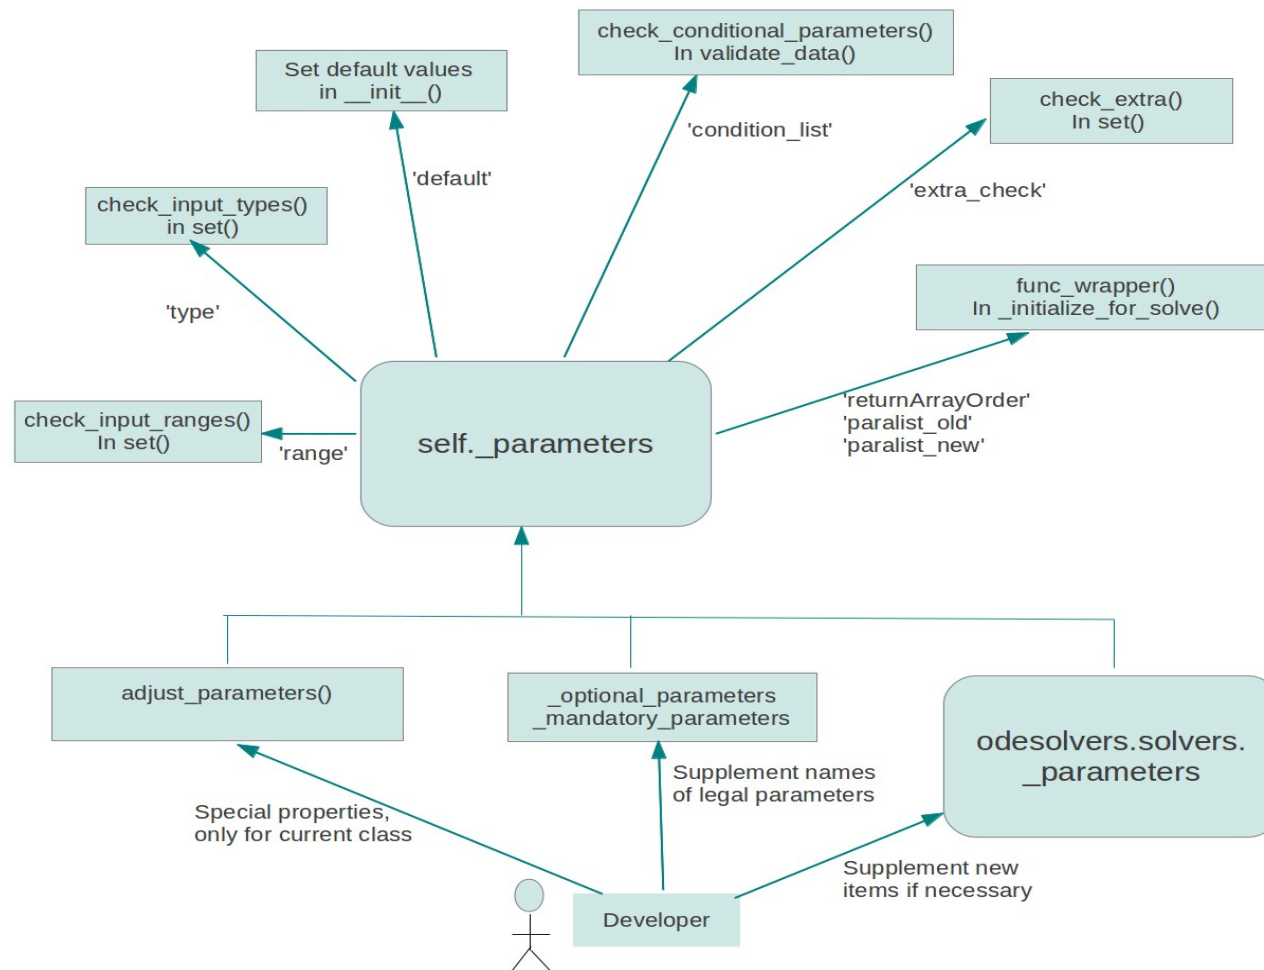 check_conditional_parameters()
In validate_data()
Set default values
in __init__()
check_extra()
In set()
'condition_list'
'default'
'extra_check'
check_input_types()
in set()
func_wrapper()
In _initialize_for_solve()
'type'
'returnArrayOrder'
'paralist_old'
'paralist_new'
check_input_ranges()
In set()
'range'
self._parameters
adjust_parameters()
_optional_parameters
_mandatory_parameters
odesolvers.solvers.
_parameters
Supplement names
of legal parameters
Special properties,
only for current class
Supplement new
items if necessary
Developer